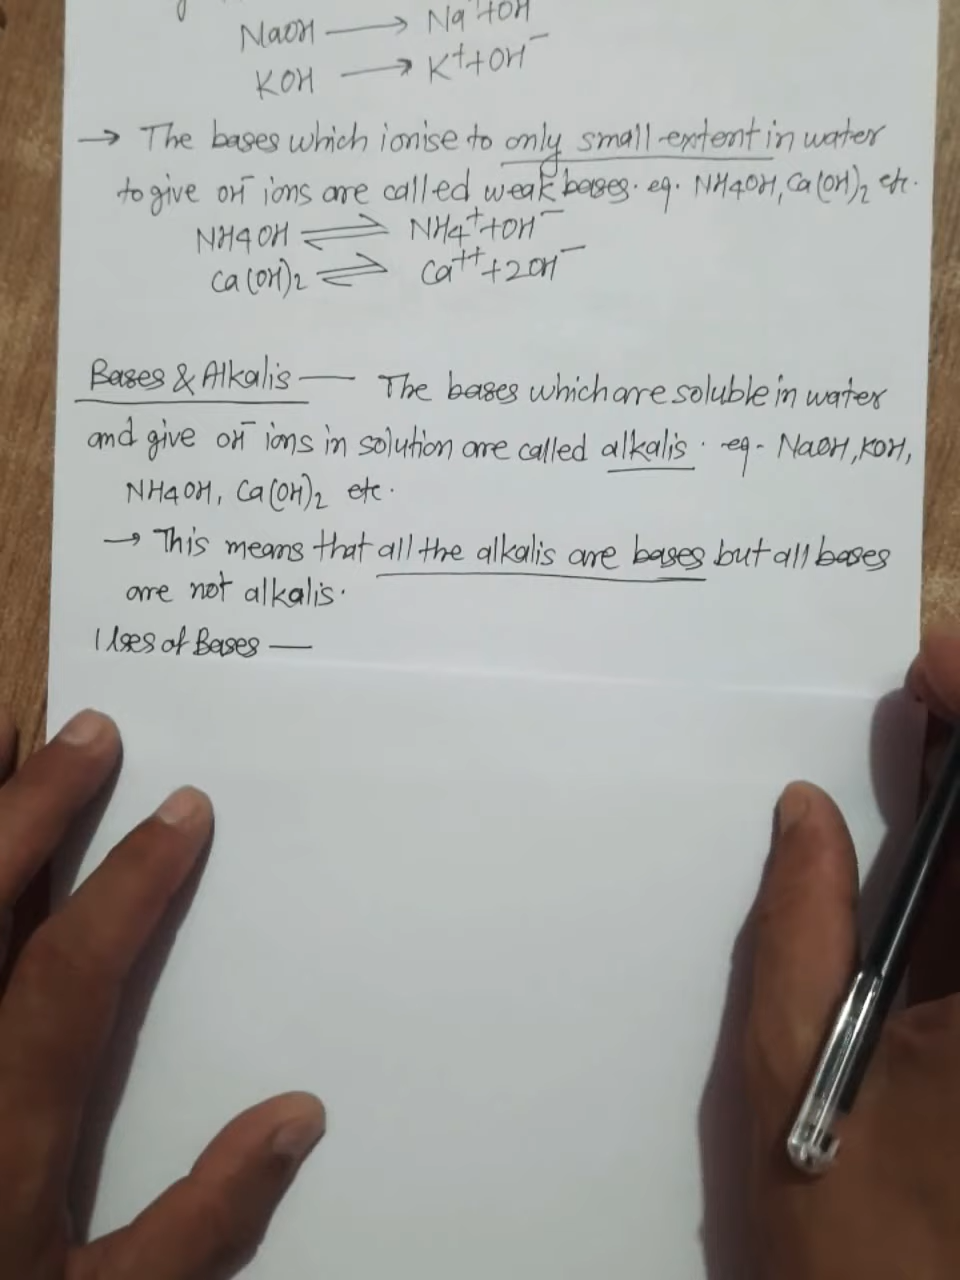 NaOH → Na⁺+OH
KOH → K⁺+OH⁻
→ The bases which ionise to only small extent in water
to give OH⁻ ions are called weak bases. eg. NH4OH, Ca(OH)₂ etc.
NH4OH ⇌ NH4⁺+OH⁻
Ca(OH)2 ⇌ Ca⁺⁺+2OH⁻
Bases & Alkalis — The bases which are soluble in water
and give OH⁻ ions in solution are called alkalis. eg- NaOH, KOH,
NH4OH, Ca(OH)₂ etc.
→ This means that all the alkalis are bases but all bases
are not alkalis.
Uses of Bases —